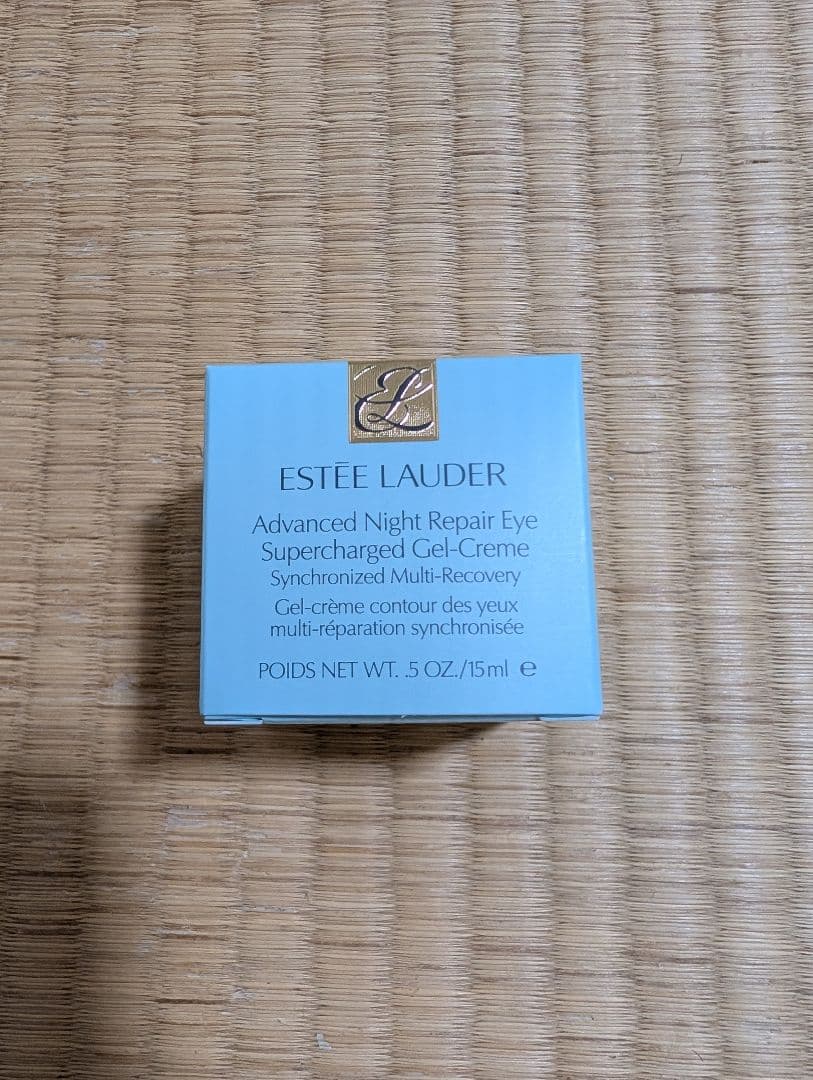 EL
ESTĒE LAUDER
Advanced Night Repair Eye
Supercharged Gel-Creme
Synchronized Multi-Recovery
Gel-crème contour des yeux
multi-réparation synchronisée
POIDS NET WT. .5 OZ./15ml ℮